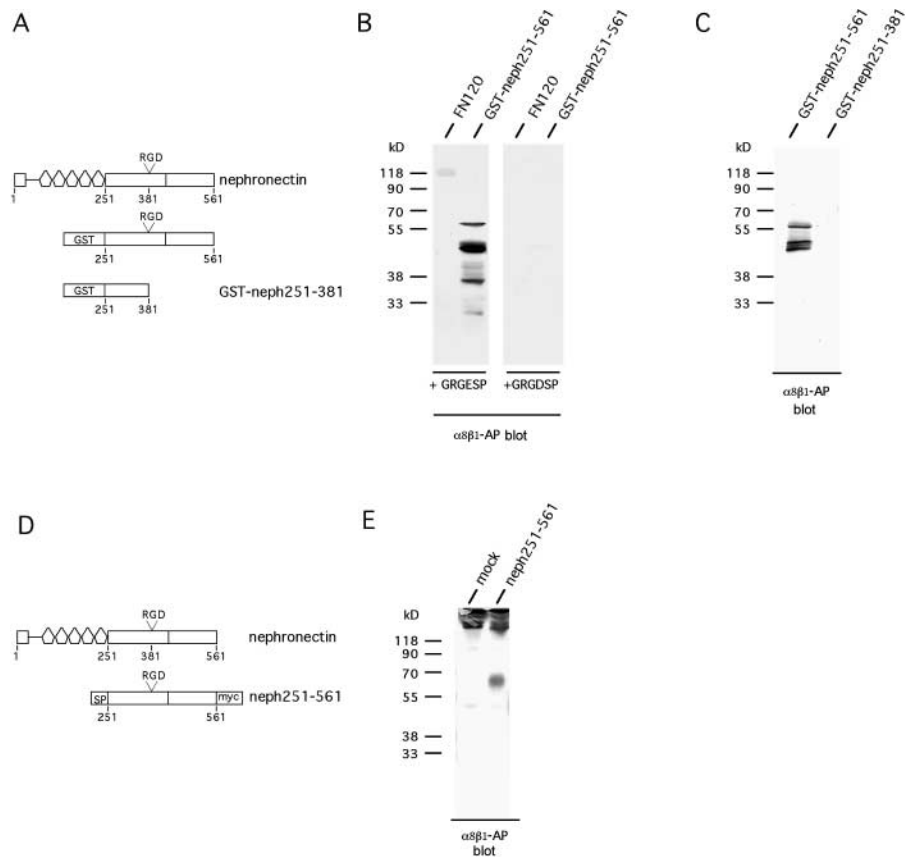 A
RGD
nephronectin
1 251 381 561
RGD
GST
251 561
GST
GST-neph251-381
251 381
B
FN120
GST-neph251-561
FN120
GST-neph251-561
kD
118
90
70
55
38
33
+ GRGESP
+GRGDSP
α8β1-AP blot
C
GST-neph251-561
GST-neph251-381
kD
118
90
70
55
38
33
α8β1-AP
blot
D
RGD
nephronectin
1 251 381 561
RGD
SP
myc
neph251-561
251 561
E
mock
neph251-561
kD
118
90
70
55
38
33
α8β1-AP
blot